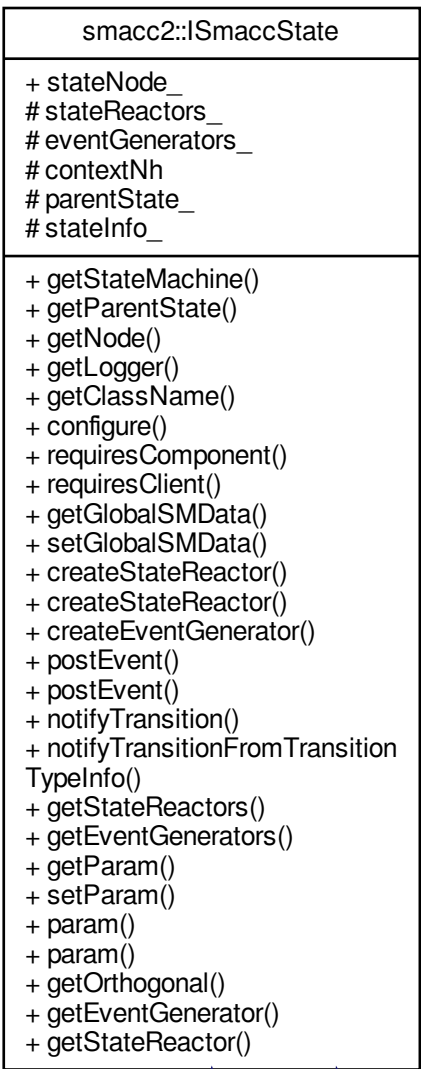 smacc2::ISmaccState
+ stateNode_
# stateReactors_
# eventGenerators_
# contextNh
# parentState_
# stateInfo_
+ getStateMachine()
+ getParentState()
+ getNode()
+ getLogger()
+ getClassName()
+ configure()
+ requiresComponent()
+ requiresClient()
+ getGlobalSMData()
+ setGlobalSMData()
+ createStateReactor()
+ createStateReactor()
+ createEventGenerator()
+ postEvent()
+ postEvent()
+ notifyTransition()
+ notifyTransitionFromTransition
TypeInfo()
+ getStateReactors()
+ getEventGenerators()
+ getParam()
+ setParam()
+ param()
+ param()
+ getOrthogonal()
+ getEventGenerator()
+ getStateReactor()